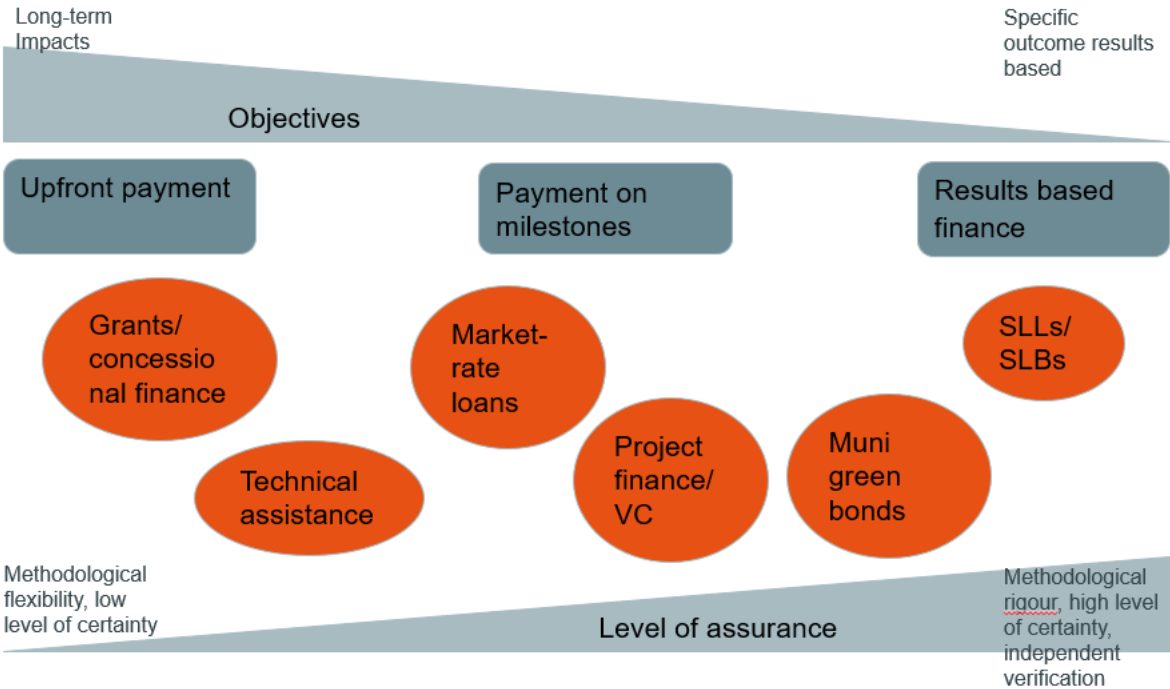 Long-term
Impacts
Specific
outcome results
based
Objectives
Upfront payment
Payment on
milestones
Results based
finance
Grants/
concessio
nal finance
Market-
rate
loans
SLLs/
SLBs
Technical
assistance
Project
finance/
VC
Muni
green
bonds
Methodological
flexibility, low
level of certainty
Level of assurance
Methodological
rigour, high level
of certainty,
independent
verification